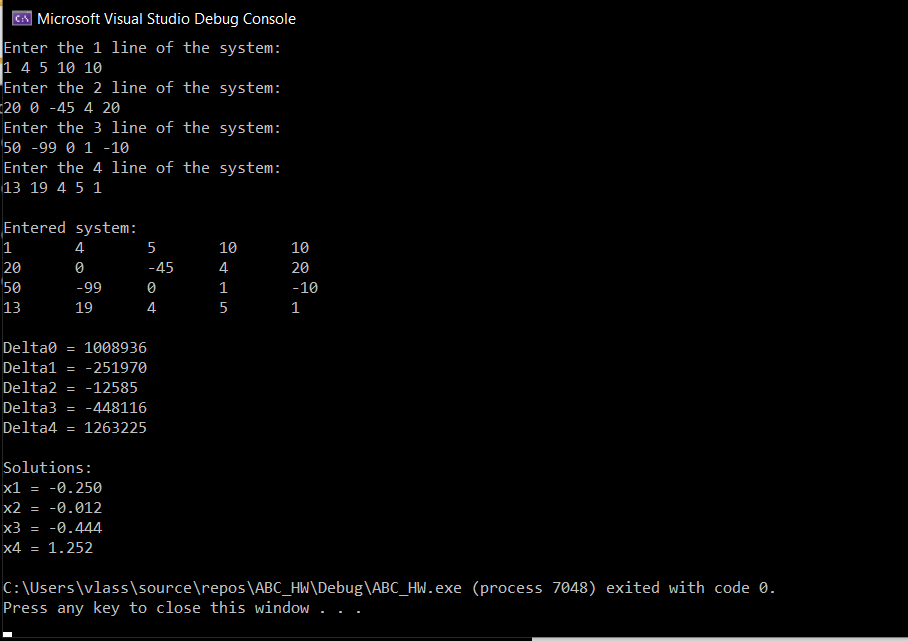 Microsoft Visual Studio Debug Console
Enter the 1 line of the system:
1 4 5 10 10
Enter the 2 line of the system:
20 0 -45 4 20
Enter the 3 line of the system:
50 -99 0 1 -10
Enter the 4 line of the system:
13 19 4 5 1
Entered system:
1 4 5 10 10
20 0 -45 4 20
50 -99 0 1 -10
13 19 4 5 1
Delta0 = 1008936
Delta1 = -251970
Delta2 = -12585
Delta3 = -448116
Delta4 = 1263225
Solutions:
x1 = -0.250
x2 = -0.012
x3 = -0.444
x4 = 1.252
C:\Users\vlass\source\repos\ABC_HW\Debug\ABC_HW.exe (process 7048) exited with code 0.
Press any key to close this window . . .